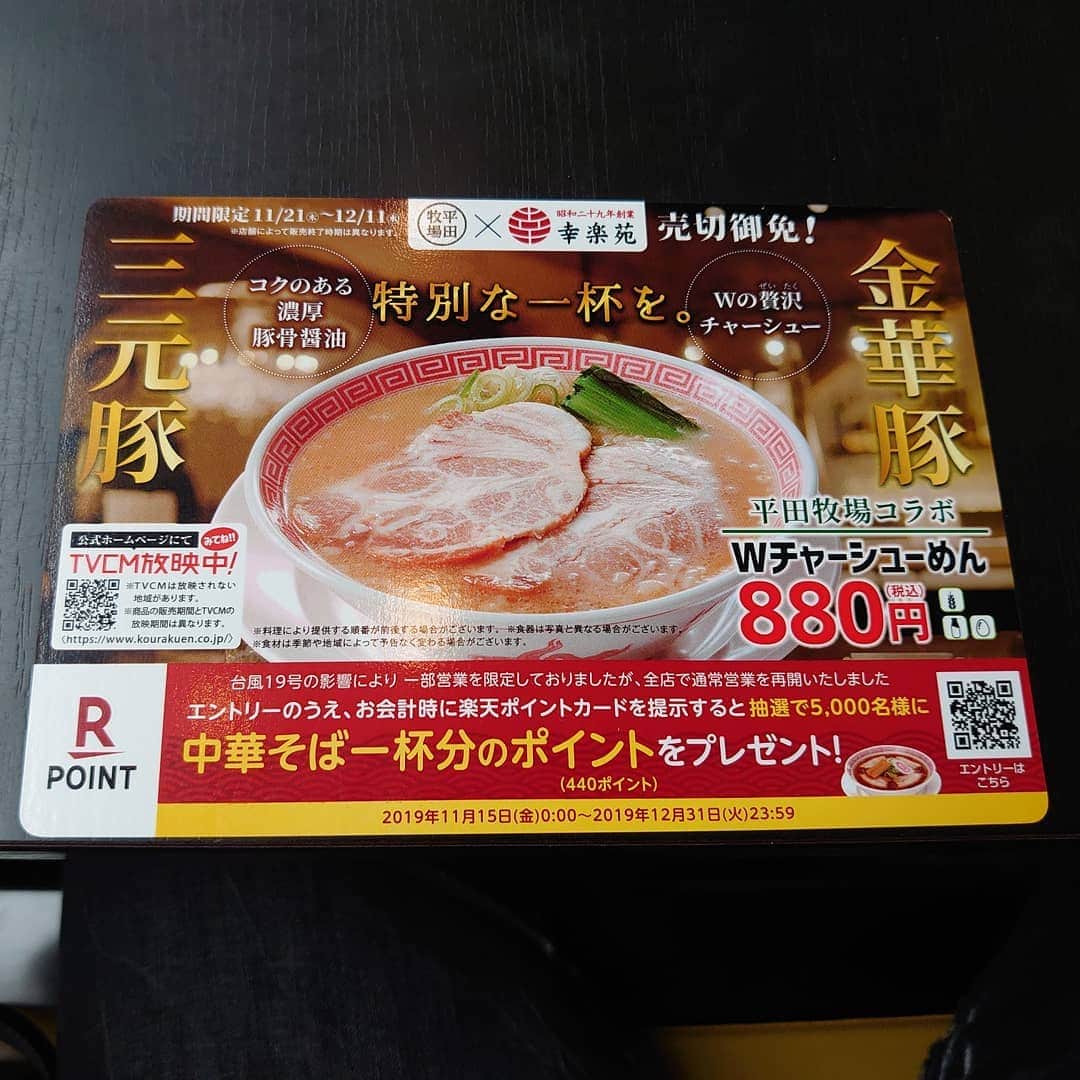 期間限定11/21木〜12/11水
※店舗によって販売終了時期は異なります。
平田
牧場
×
昭和二十九年創業
幸楽苑
売切御免!
三元豚
コクのある
濃厚
豚骨醤油
特別な一杯を。
Wの贅沢
ぜいたく
チャーシュー
金華豚
平田牧場コラボ
Wチャーシューめん
880円
(税込)
公式ホームページにて
みてね!!
TVCM放映中!
※TVCMは放映されない
地域があります。
※商品の販売期間とTVCMの
放映期間は異なります。
〈https://www.kourakuen.co.jp/〉
※料理により提供する順番が前後する場合がございます。※食器は写真と異なる場合がございます。
※食材は季節や地域によって予告なく変わる場合がございます。
台風19号の影響により 一部営業を限定しておりましたが、全店で通常営業を再開いたしました
エントリーのうえ、お会計時に楽天ポイントカードを提示すると抽選で5,000名様に
中華そば一杯分のポイントをプレゼント!
(440ポイント)
R
POINT
エントリーは
こちら
2019年11月15日(金)0:00〜2019年12月31日(火)23:59